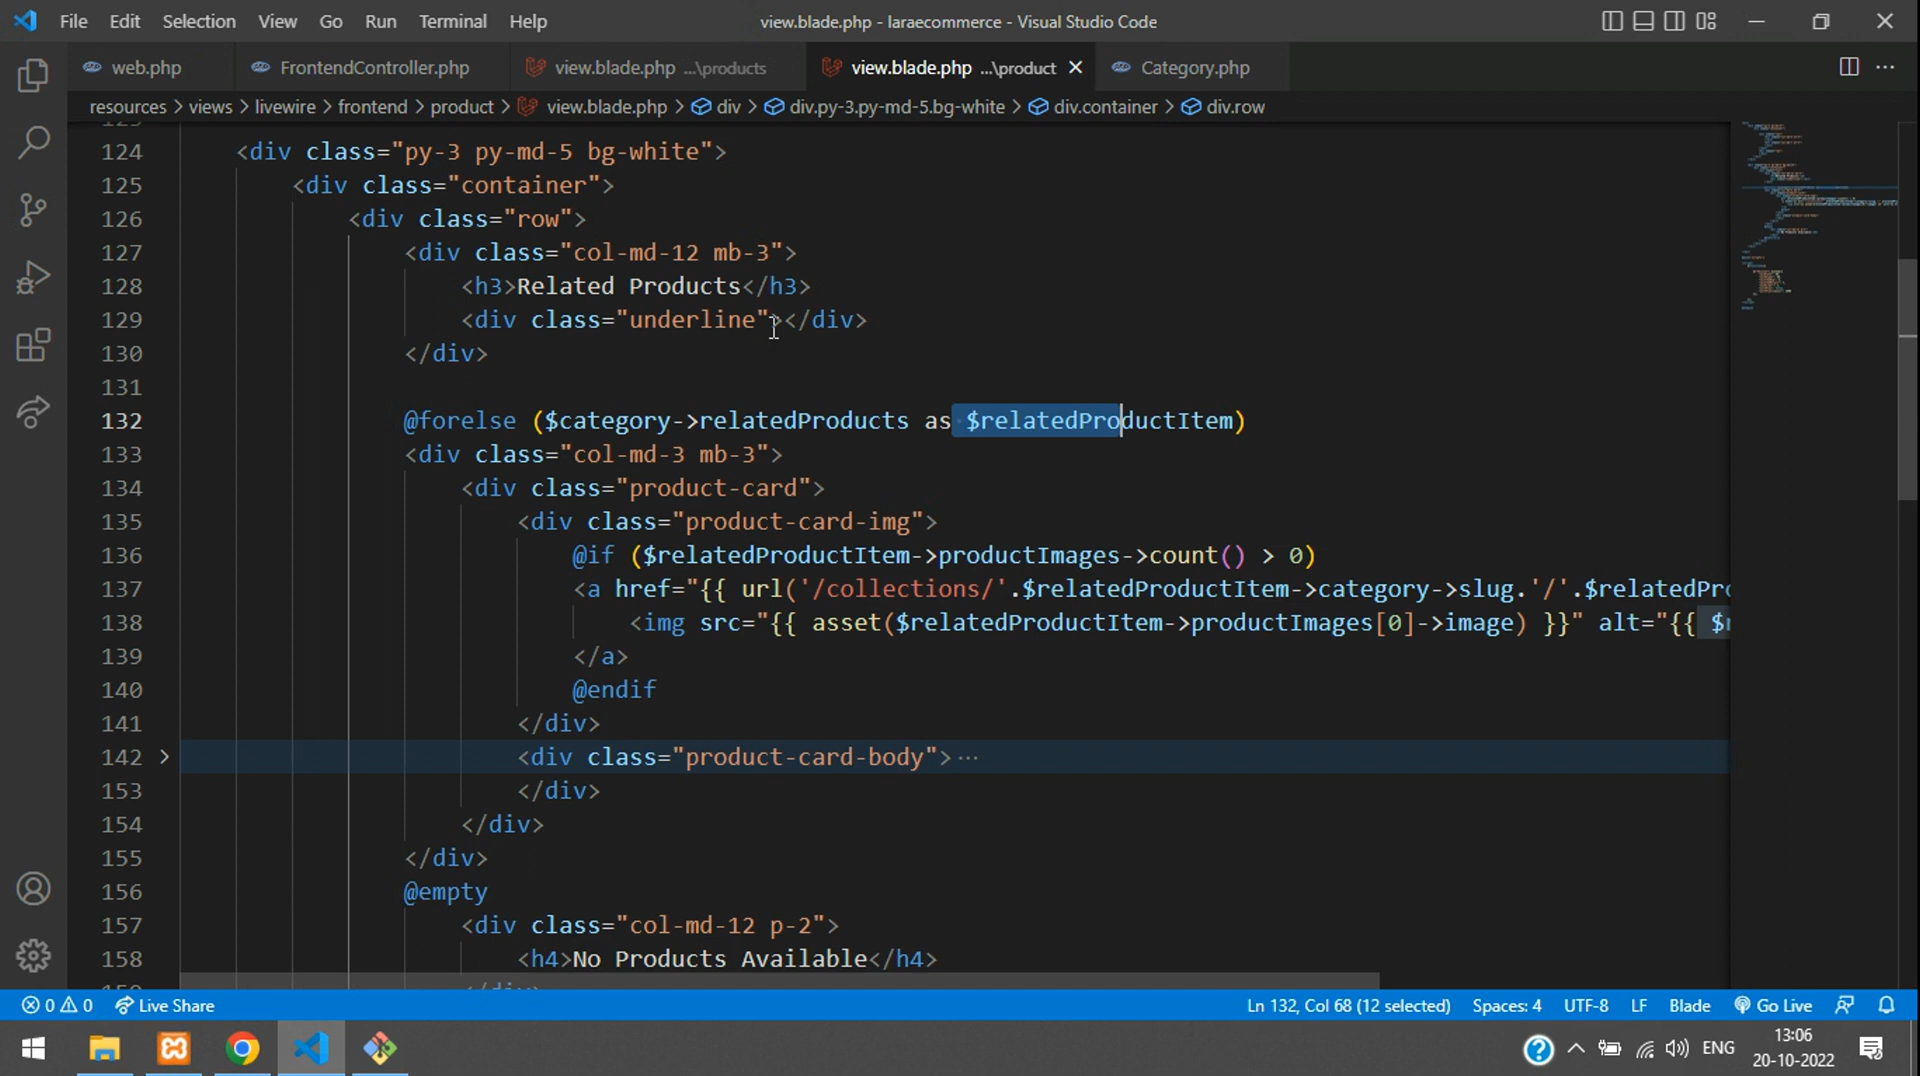 File Edit Selection View Go Run Terminal Help view.blade.php - laraecommerce - Visual Studio Code
web.php FrontendController.php view.blade.php ...\products view.blade.php ...\product Category.php
resources > views > livewire > frontend > product > view.blade.php > div > div.py-3.py-md-5.bg-white > div.container > div.row
124 <div class="py-3 py-md-5 bg-white">
125 <div class="container">
126 <div class="row">
127 <div class="col-md-12 mb-3">
128 <h3>Related Products</h3>
129 <div class="underline"></div>
130 </div>
131
132 @forelse ($category->relatedProducts as $relatedProductItem)
133 <div class="col-md-3 mb-3">
134 <div class="product-card">
135 <div class="product-card-img">
136 @if ($relatedProductItem->productImages->count() > 0)
137 <a href="{{ url('/collections/'.$relatedProductItem->category->slug.'/'.$relatedPro
138 <img src="{{ asset($relatedProductItem->productImages[0]->image) }}" alt="{{ $r
139 </a>
140 @endif
141 </div>
142 <div class="product-card-body">···
153 </div>
154 </div>
155 </div>
156 @empty
157 <div class="col-md-12 p-2">
158 <h4>No Products Available</h4>
0 0 Live Share Ln 132, Col 68 (12 selected) Spaces: 4 UTF-8 LF Blade Go Live
ENG 13:06
20-10-2022